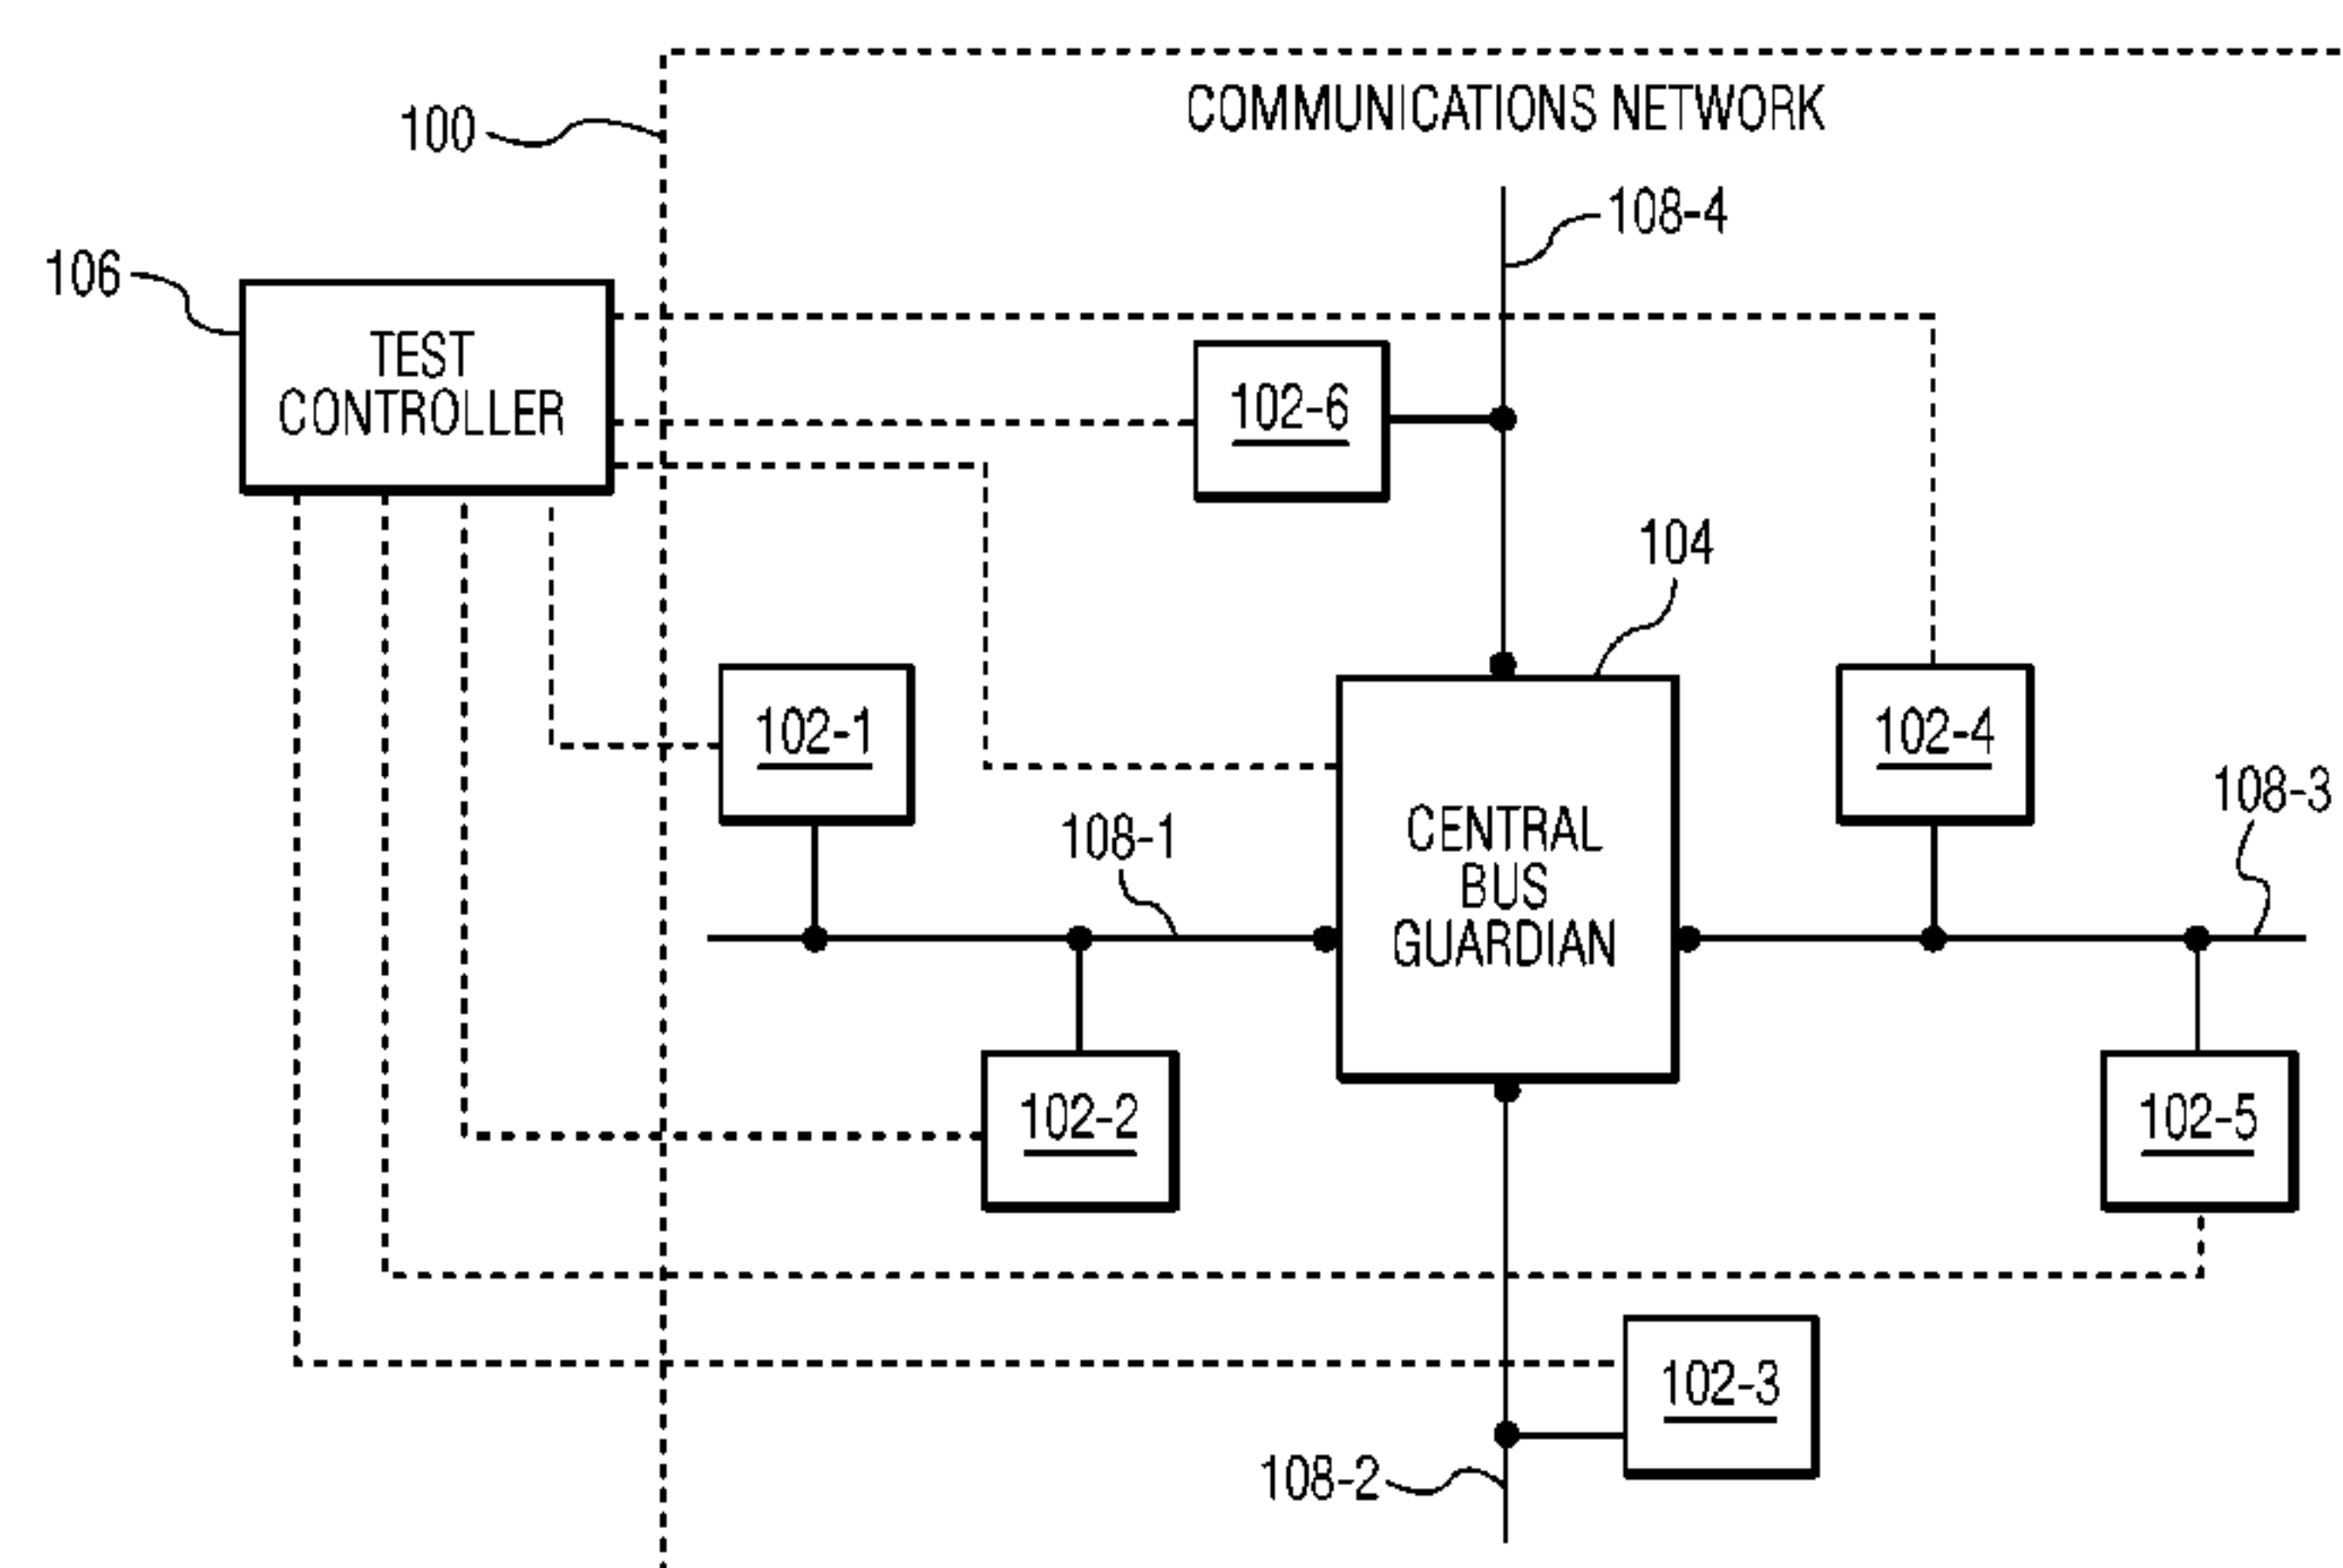 COMMUNICATIONS NETWORK
100
108-4
106
TEST
CONTROLLER
102-6
104
102-1
102-4
108-3
108-1
CENTRAL
BUS
GUARDIAN
102-2
102-5
102-3
108-2